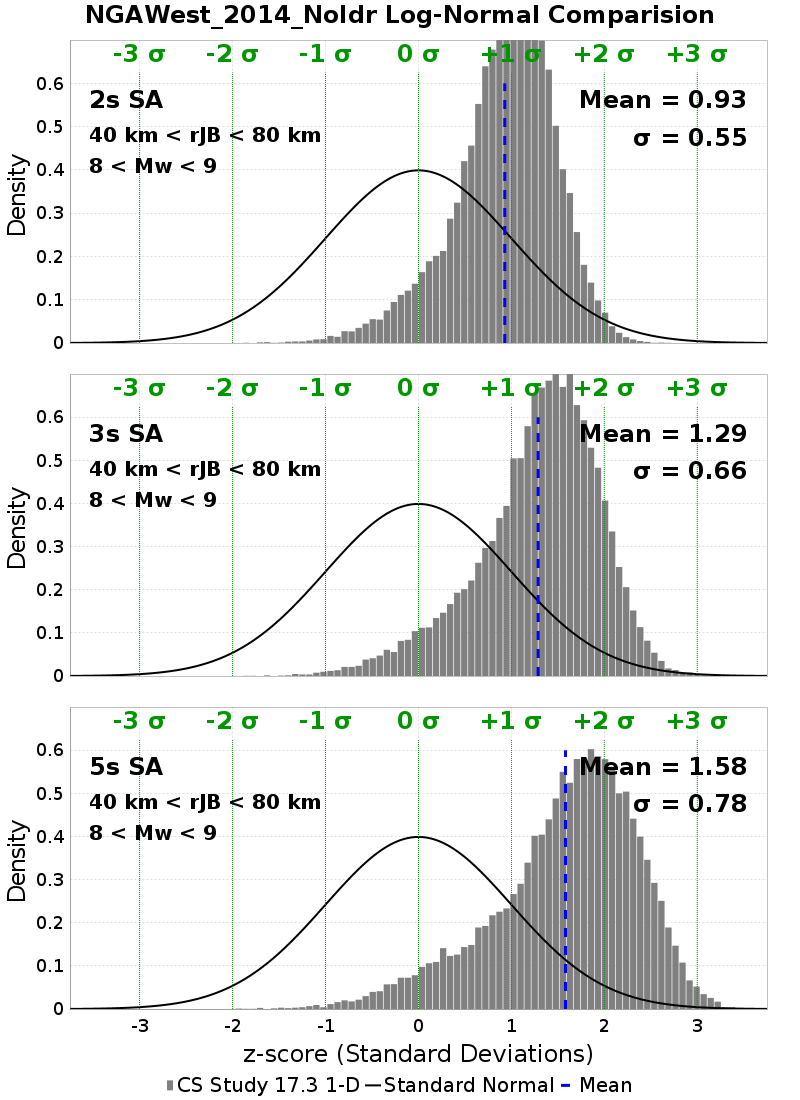 NGAWest_2014_NoIdr Log-Normal Comparision
-3 σ -2 σ -1 σ 0 σ +1 σ +2 σ +3 σ
0.6
2s SA Mean = 0.93
0.5
40 km < rJB < 80 km σ = 0.55
8 < Mw < 9
0.4
Density
0.3
0.2
0.1
0
-3 σ -2 σ -1 σ 0 σ +1 σ +2 σ +3 σ
0.6
3s SA Mean = 1.29
0.5
40 km < rJB < 80 km σ = 0.66
8 < Mw < 9
0.4
Density
0.3
0.2
0.1
0
-3 σ -2 σ -1 σ 0 σ +1 σ +2 σ +3 σ
0.6
5s SA Mean = 1.58
0.5
40 km < rJB < 80 km σ = 0.78
8 < Mw < 9
0.4
Density
0.3
0.2
0.1
0
-3 -2 -1 0 1 2 3
z-score (Standard Deviations)
CS Study 17.3 1-D Standard Normal Mean